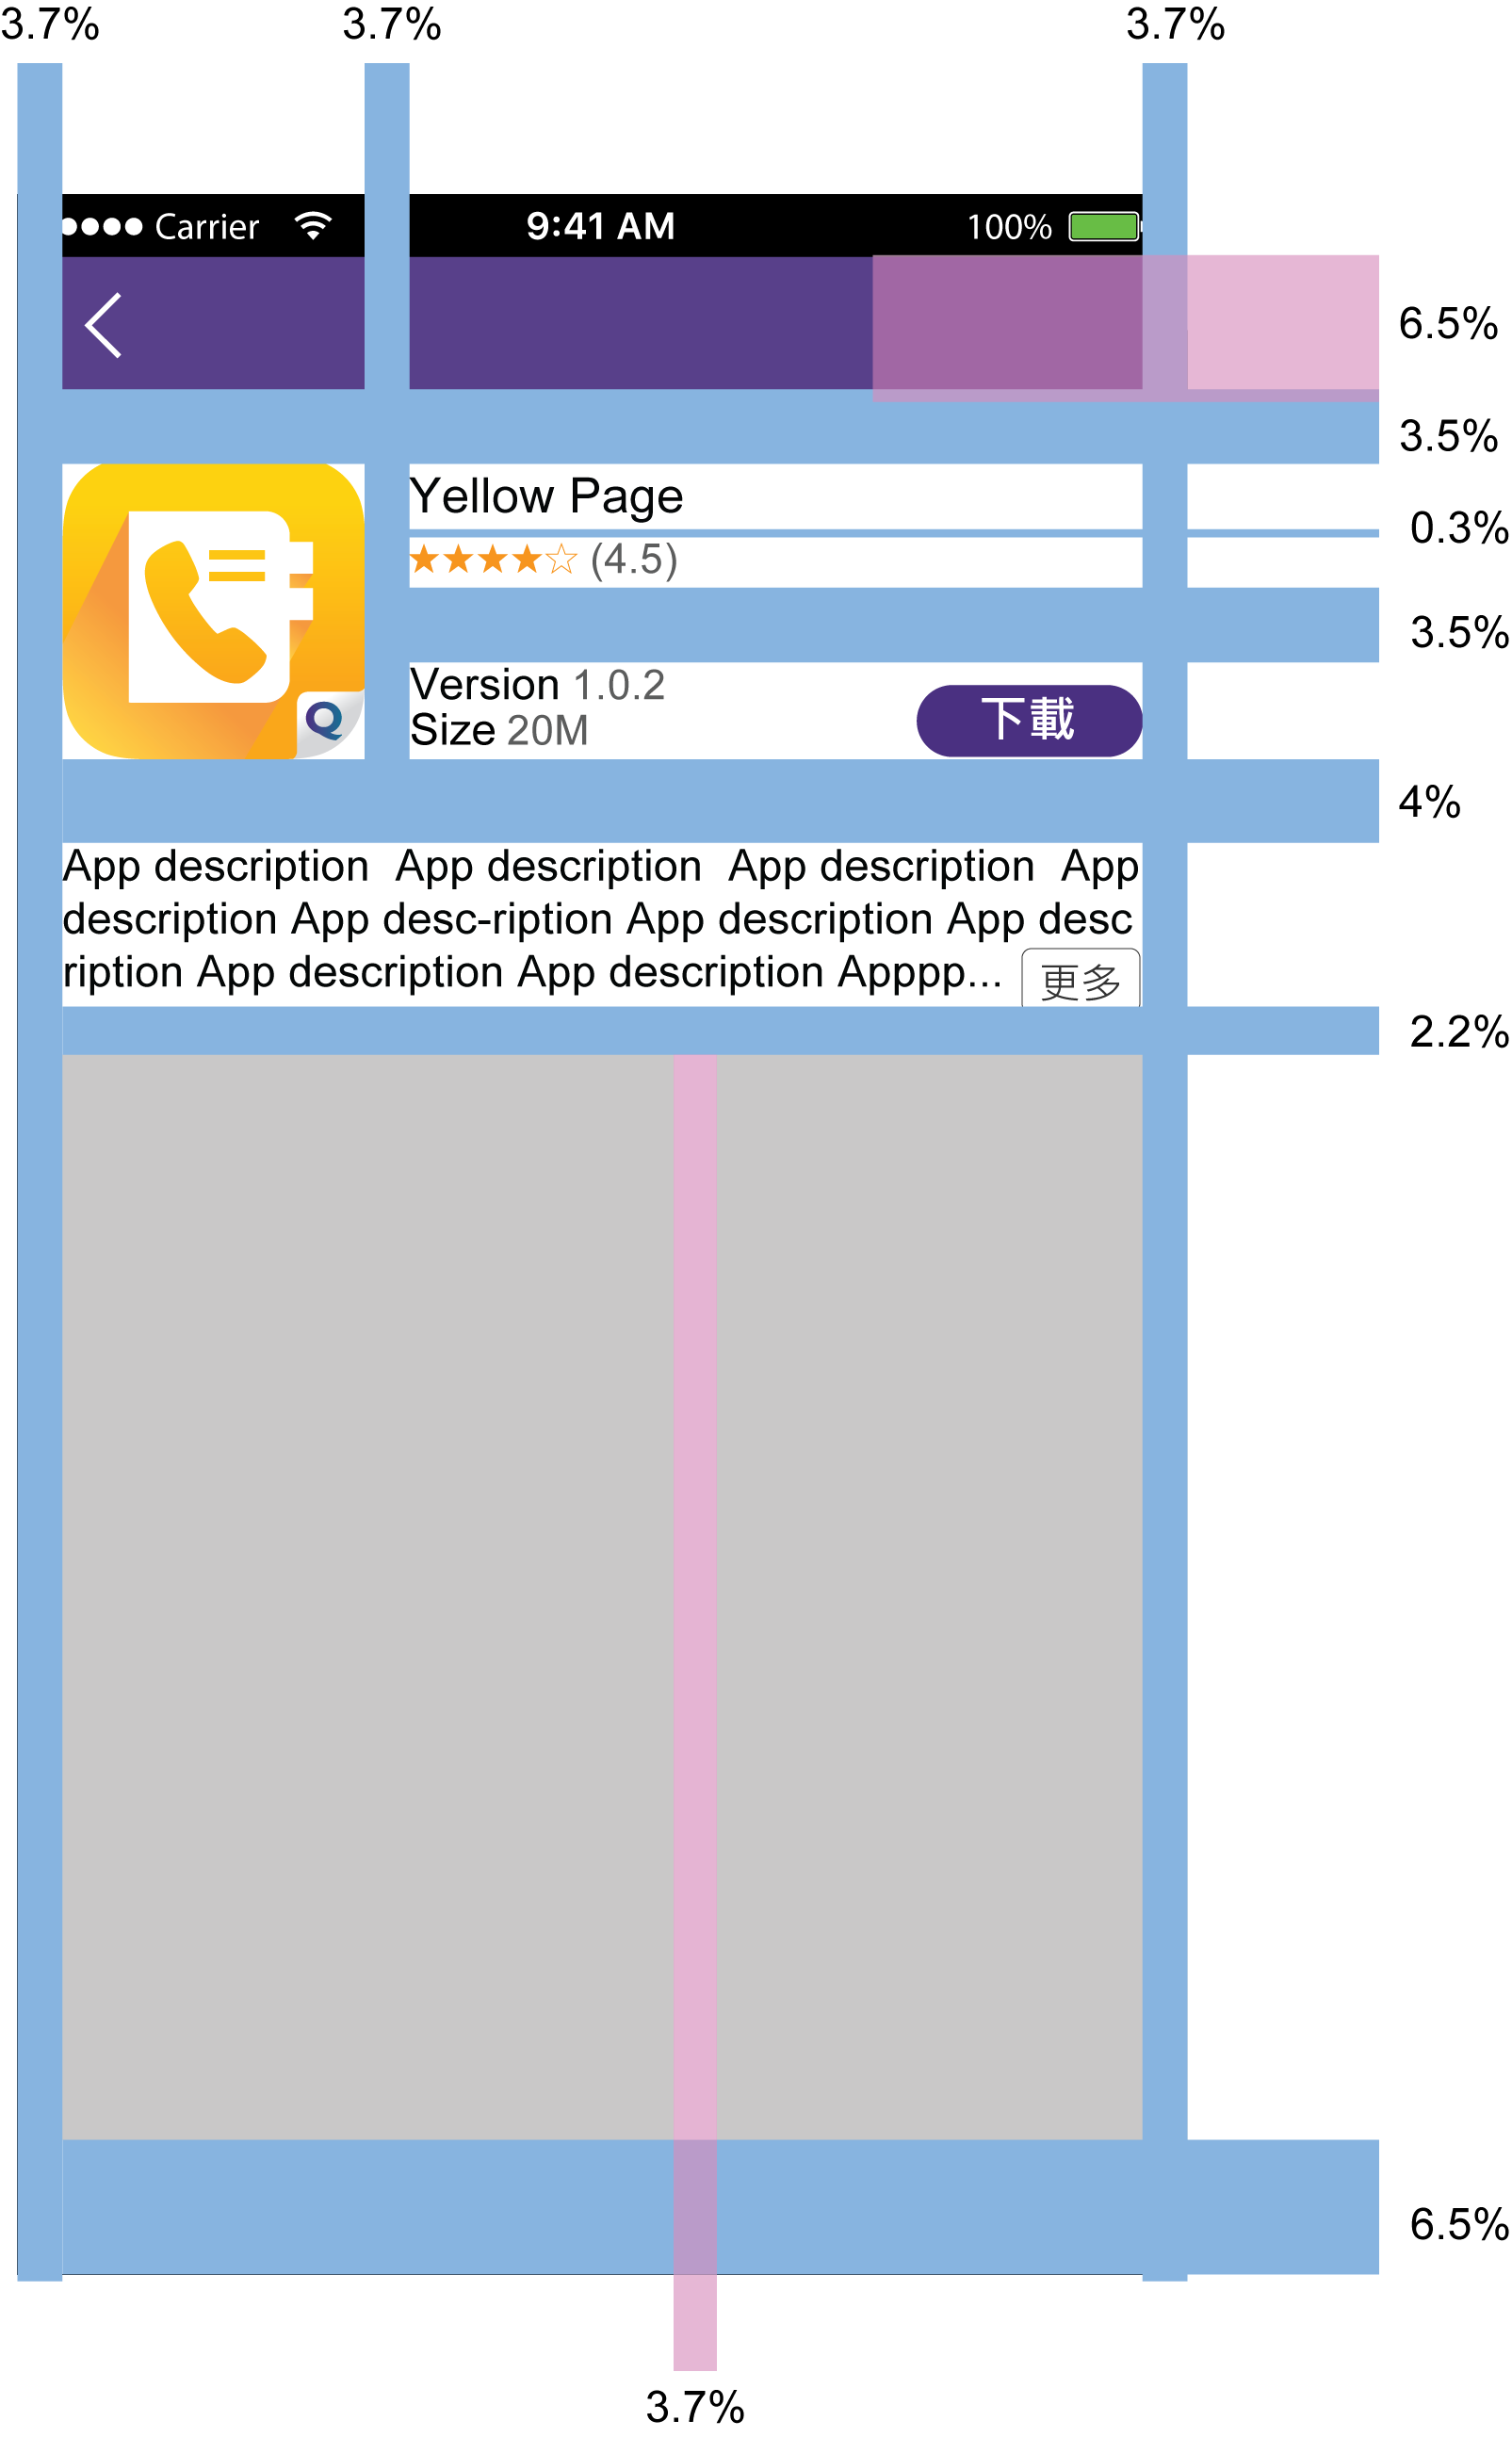 3.7% 3.7% 3.7%
Carrier 9:41 AM 100%
6.5%
3.5%
Yellow Page
0.3%
(4.5)
3.5%
Version 1.0.2
下載
Size 20M
Q
4%
App description App description App description App
description App desc-ription App description App desc
ription App description App description Apppp...
更多
2.2%
6.5%
3.7%